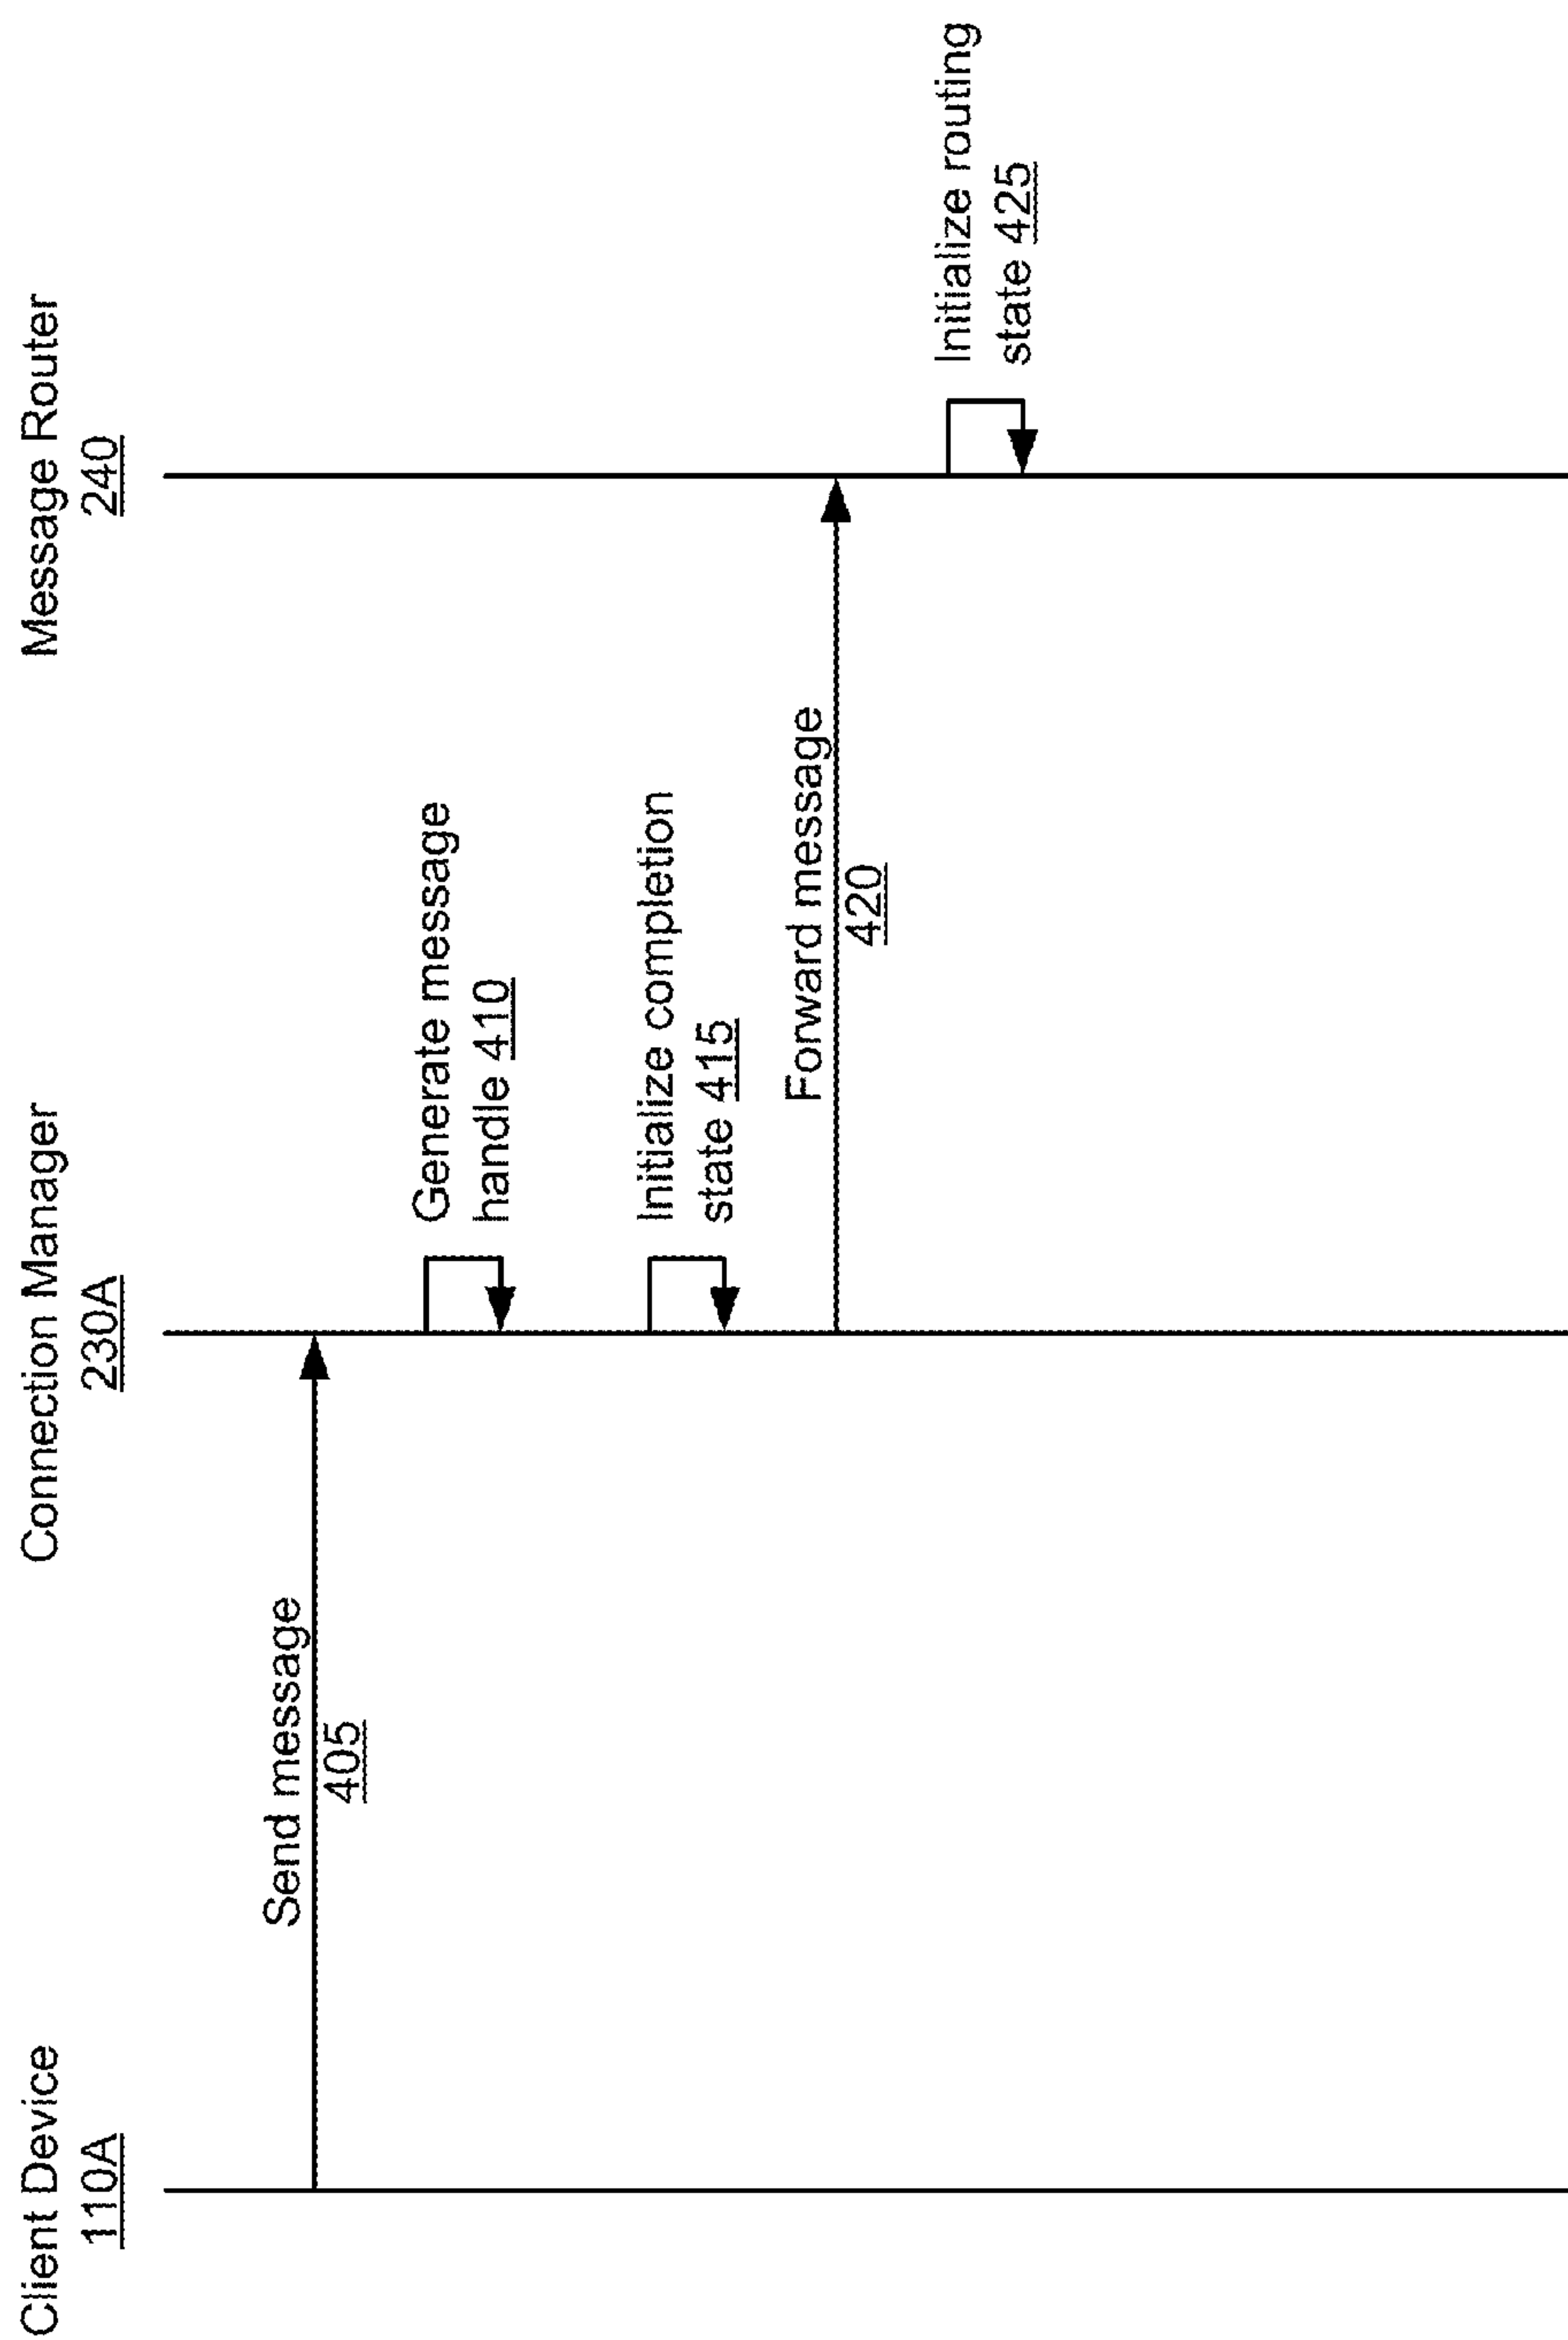 Client Device
110A
Connection Manager
230A
Message Router
240
Send message
405
Generate message
handle 410
Initialize completion
state 415
Forward message
420
Initialize routing
state 425